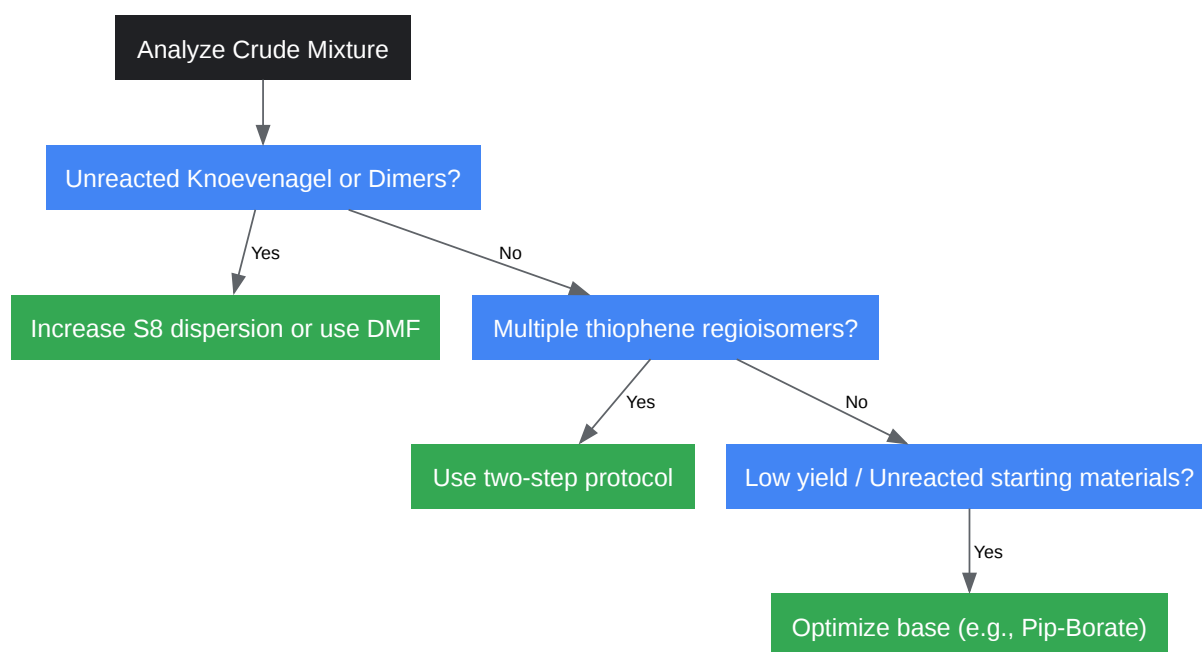 Analyze Crude Mixture
Unreacted Knoevenagel or Dimers?
Yes
No
Increase S8 dispersion or use DMF
Multiple thiophene regioisomers?
Yes
No
Use two-step protocol
Low yield / Unreacted starting materials?
Yes
Optimize base (e.g., Pip-Borate)